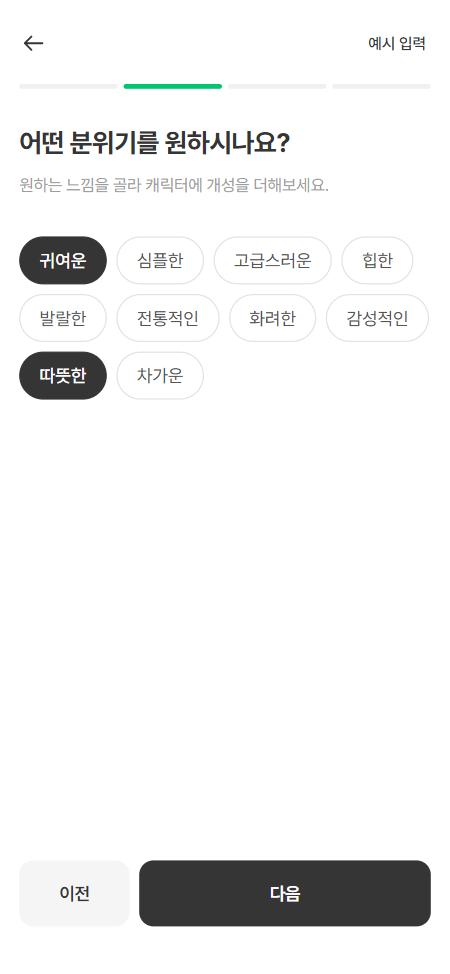 예시 입력
어떤 분위기를 원하시나요?
원하는 느낌을 골라 캐릭터에 개성을 더해보세요.
귀여운 심플한 고급스러운 힙한
발랄한 전통적인 화려한 감성적인
따뜻한 차가운
이전 다음